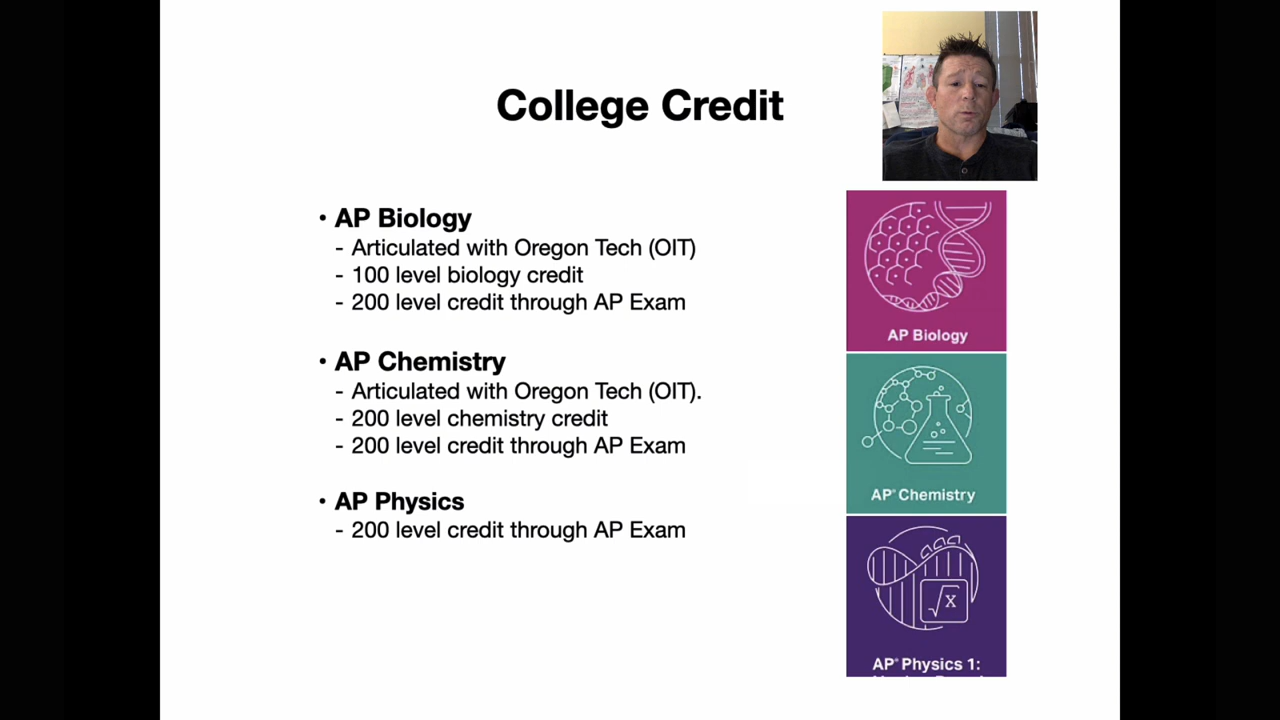 College Credit
• AP Biology
- Articulated with Oregon Tech (OIT)
- 100 level biology credit
- 200 level credit through AP Exam
• AP Chemistry
- Articulated with Oregon Tech (OIT).
- 200 level chemistry credit
- 200 level credit through AP Exam
• AP Physics
- 200 level credit through AP Exam
AP Biology
AP® Chemistry
√x
AP® Physics 1: